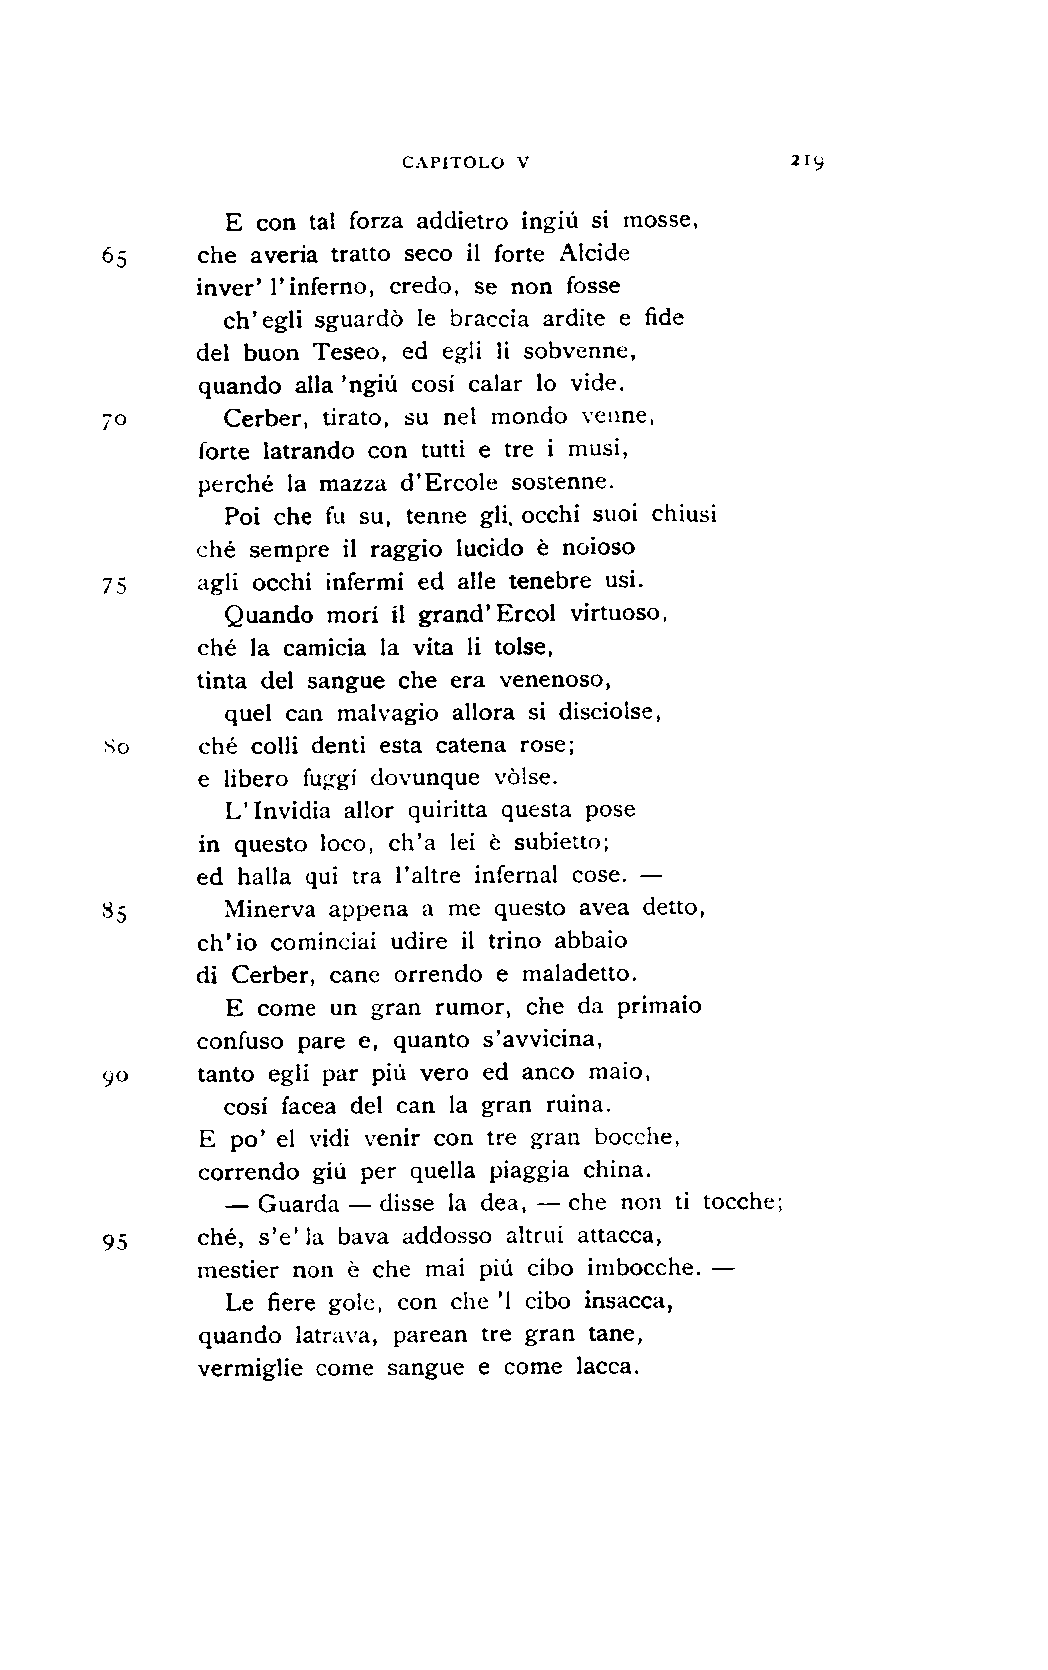 CAPITOLO V 219
E con tal forza addietro ingiú si mosse,
65 che averia tratto seco il forte Alcide
inver' l'inferno, credo, se non fosse
ch'egli sguardò le braccia ardite e fide
del buon Teseo, ed egli li sobvenne,
quando alla 'ngiú cosí calar lo vide.
70 Cerber, tirato, su nel mondo venne,
forte latrando con tutti e tre i musi,
perché la mazza d'Ercole sostenne.
Poi che fu su, tenne gli occhi suoi chiusi
ché sempre il raggio lucido è noioso
75 agli occhi infermi ed alle tenebre usi.
Quando morí il grand'Ercol virtuoso,
ché la camicia la vita li tolse,
tinta del sangue che era venenoso,
quel can malvagio allora si disciolse,
80 ché colli denti esta catena rose;
e libero fuggí dovunque vòlse.
L'Invidia allor quiritta questa pose
in questo loco, ch'a lei è subietto;
ed halla qui tra l'altre infernal cose. —
85 Minerva appena a me questo avea detto,
ch'io cominciai udire il trino abbaio
di Cerber, cane orrendo e maladetto.
E come un gran rumor, che da primaio
confuso pare e, quanto s'avvicina,
90 tanto egli par piú vero ed anco maio,
cosí facea del can la gran ruina.
E po' el vidi venir con tre gran bocche,
correndo giú per quella piaggia china.
— Guarda — disse la dea, — che non ti tocche;
95 ché, s'e' la bava addosso altrui attacca,
mestier non è che mai piú cibo imbocche. —
Le fiere gole, con che 'l cibo insacca,
quando latrava, parean tre gran tane,
vermiglie come sangue e come lacca.